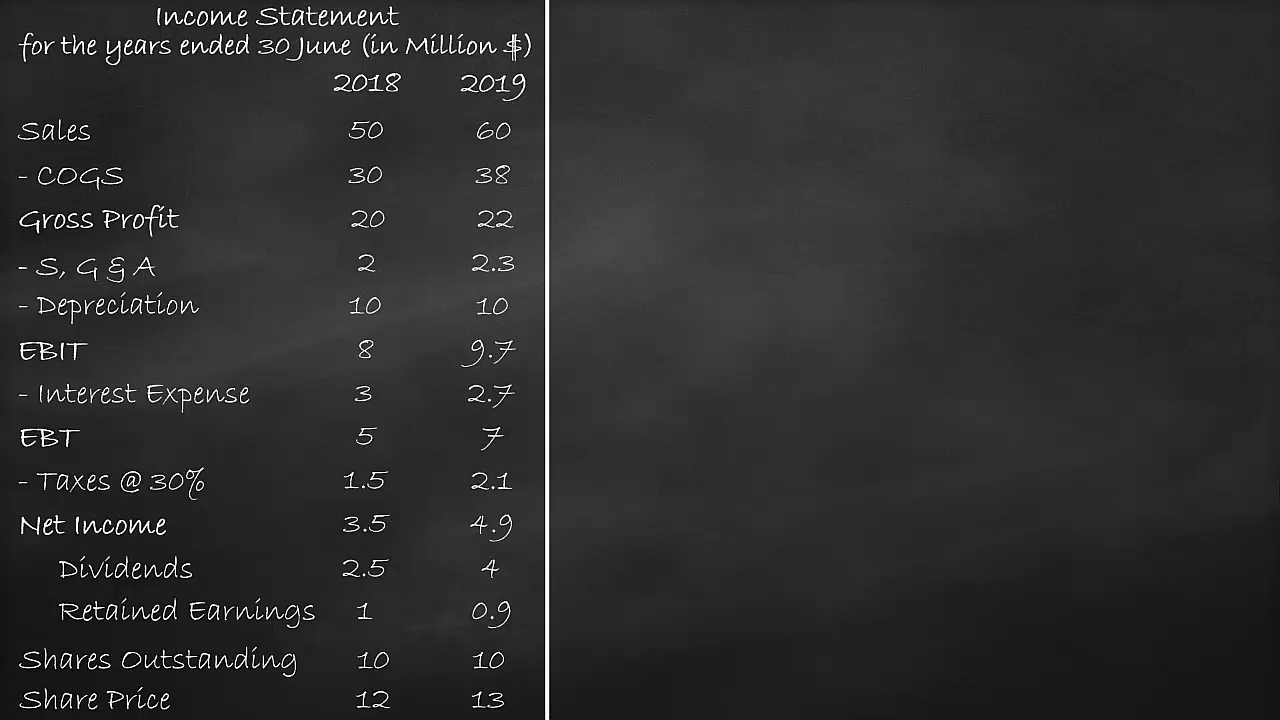 Income Statement
for the years ended 30 June (in Million $)
2018 2019
Sales 50 60
- COGS 30 38
Gross Profit 20 22
- S, G & A 2 2.3
- Depreciation 10 10
EBIT 8 9.7
- Interest Expense 3 2.7
EBT 5 7
- Taxes @ 30% 1.5 2.1
Net Income 3.5 4.9
Dividends 2.5 4
Retained Earnings 1 0.9
Shares Outstanding 10 10
Share Price 12 13